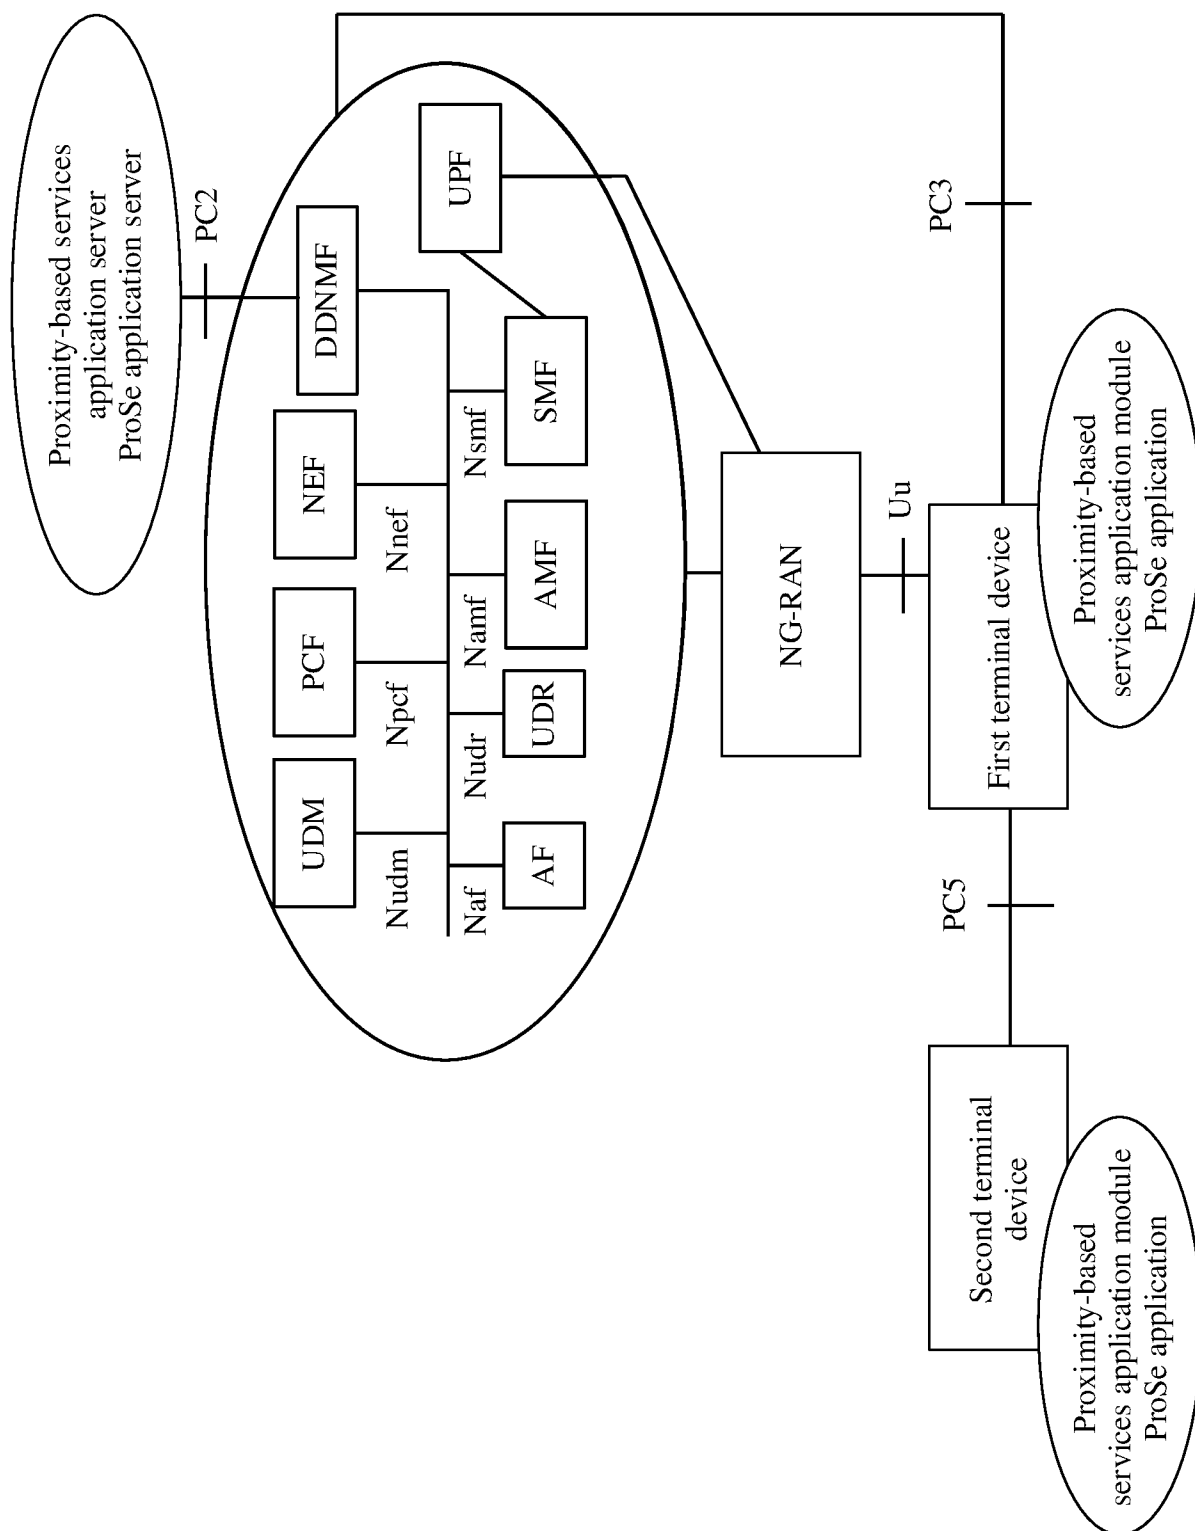 Proximity-based services
application server
ProSe application server
PC2
UDM
PCF
NEF
DDNMF
Nudm
Npcf
Nnef
Naf
Nudr
Namf
Nsmf
AF
UDR
AMF
SMF
UPF
NG-RAN
Uu
PC3
PC5
Second terminal
device
First terminal device
Proximity-based
services application module
ProSe application
Proximity-based
services application module
ProSe application